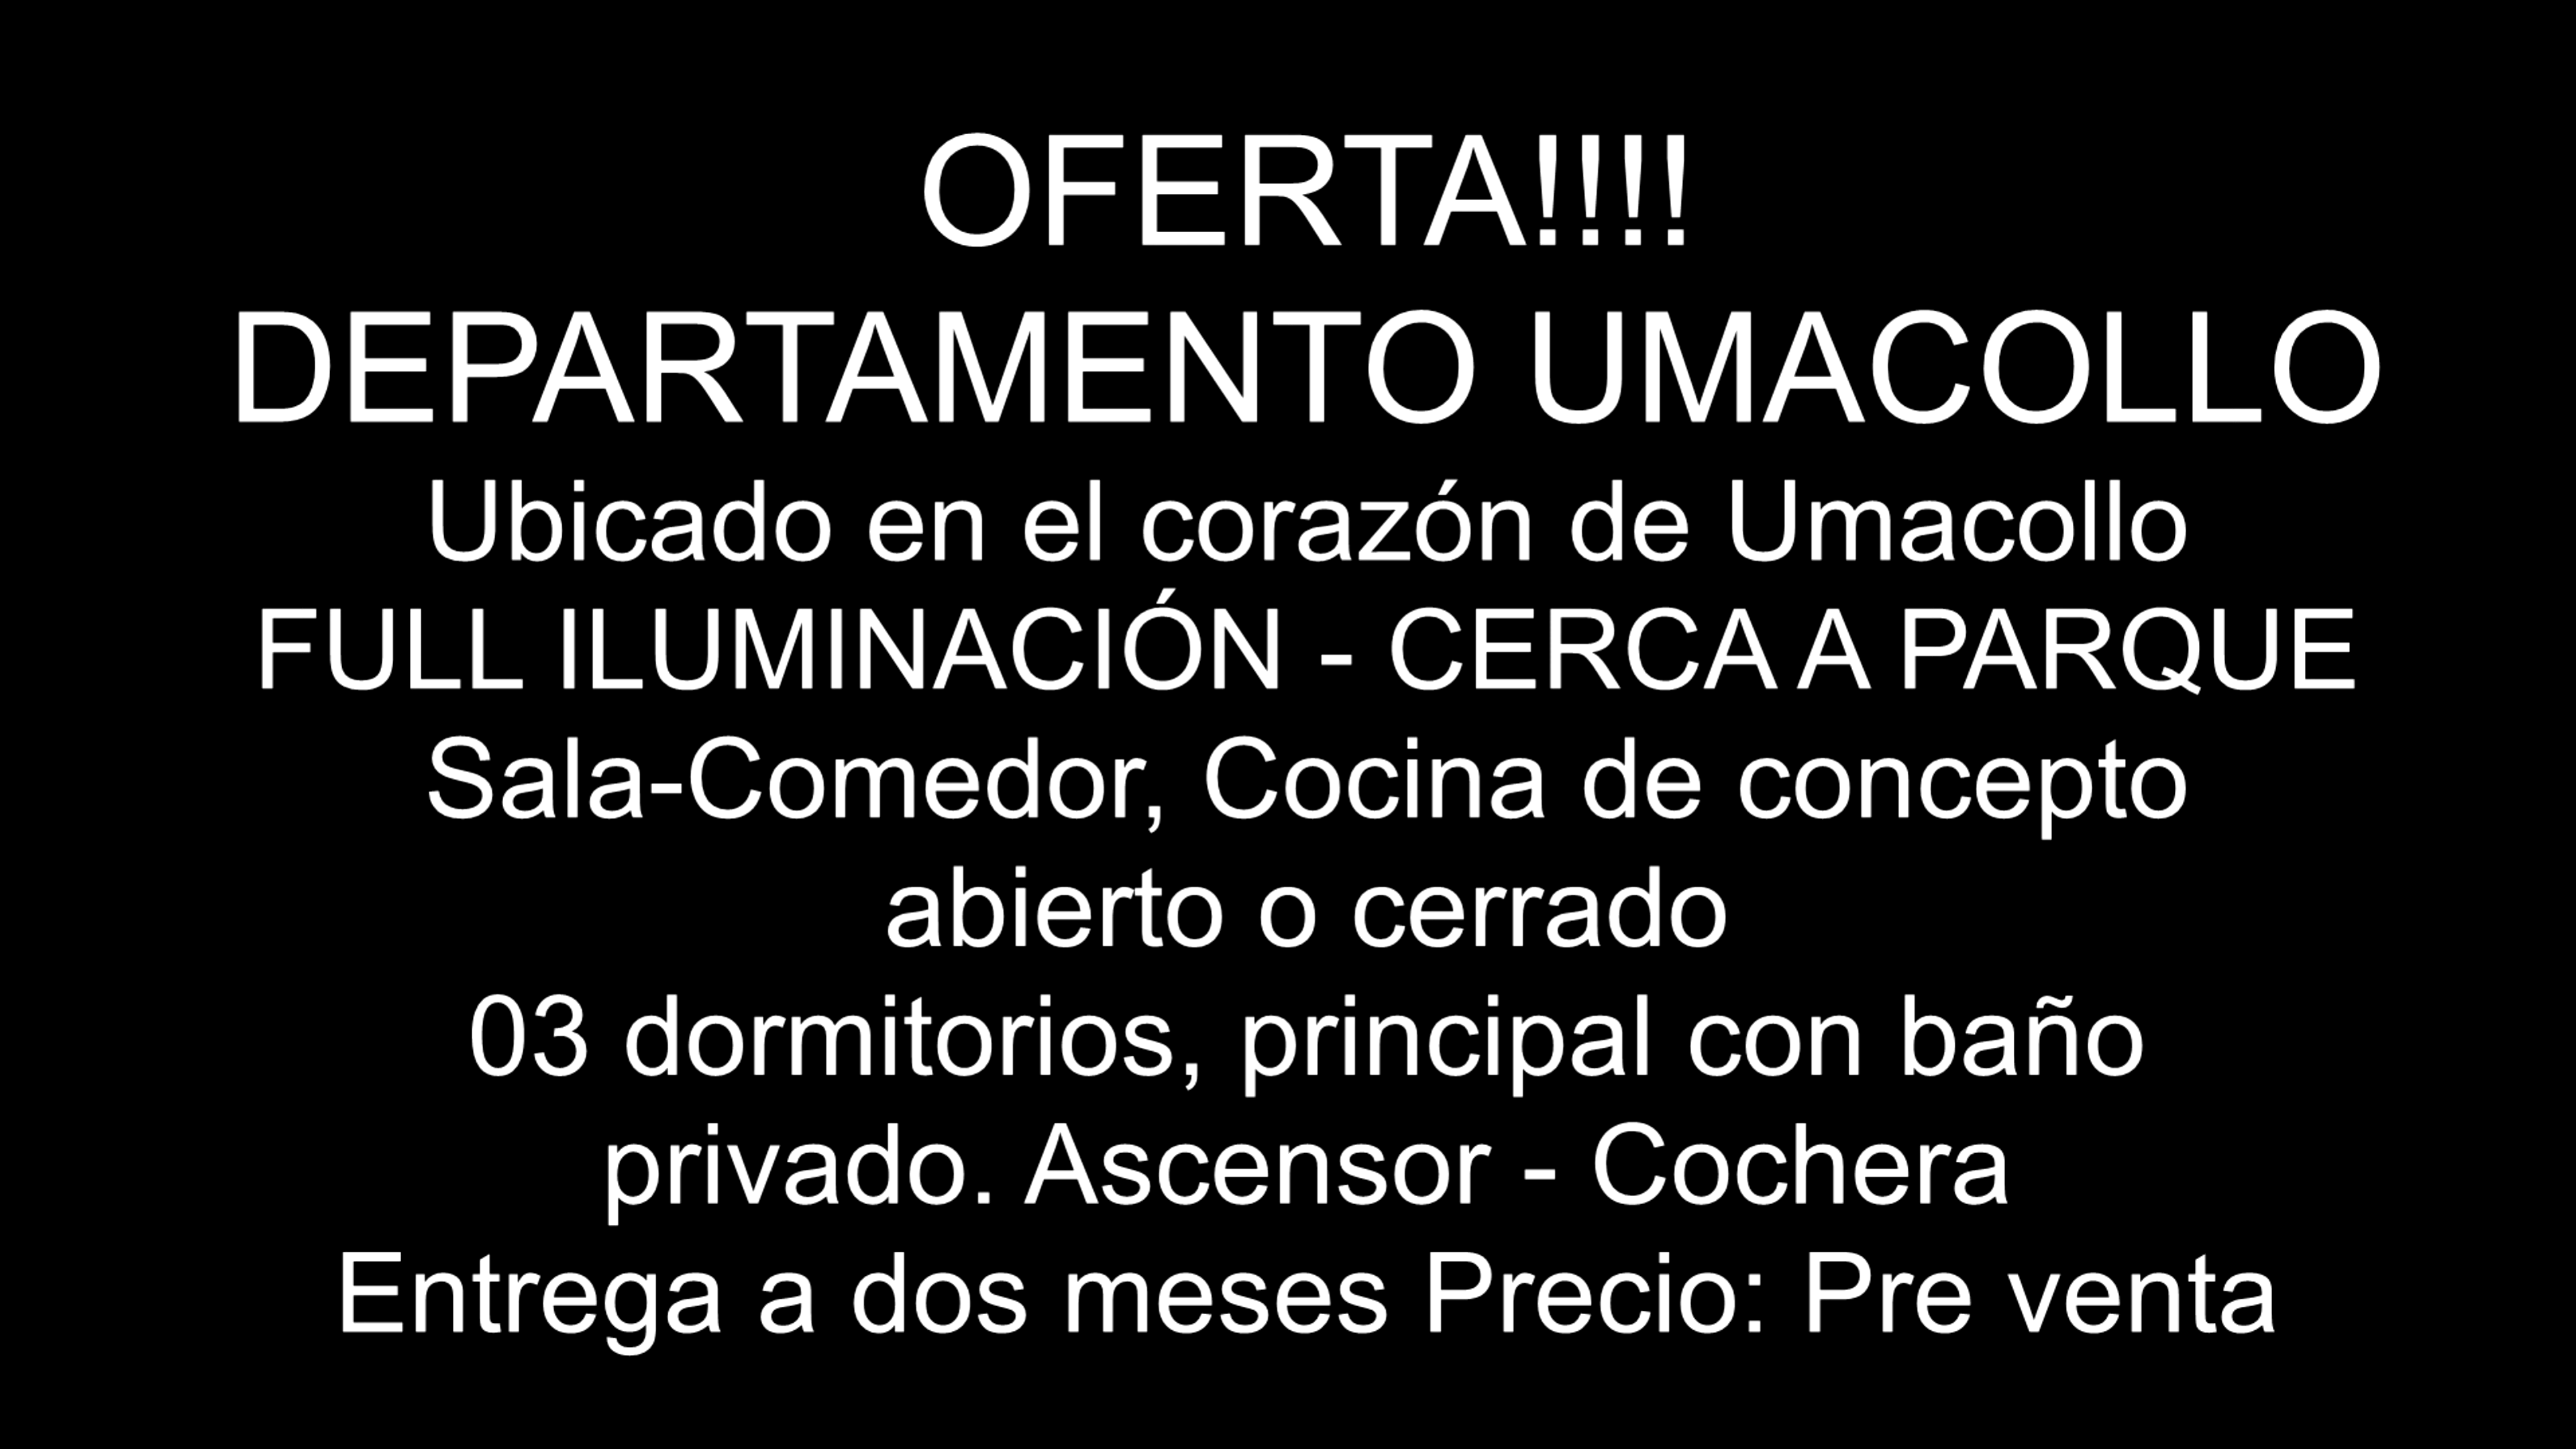 OFERTA!!!!
DEPARTAMENTO UMACOLLO
Ubicado en el corazón de Umacollo
FULL ILUMINACIÓN - CERCA A PARQUE
Sala-Comedor, Cocina de concepto
abierto o cerrado
03 dormitorios, principal con baño
privado. Ascensor - Cochera
Entrega a dos meses Precio: Pre venta